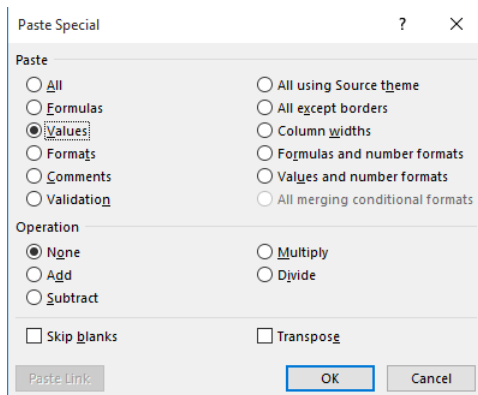 Paste Special ?
Paste
All
Formulas
Values
Formats
Comments
Validation
All using Source theme
All except borders
Column widths
Formulas and number formats
Values and number formats
All merging conditional formats
Operation
None
Add
Subtract
Multiply
Divide
Skip blanks
Transpose
Paste Link
OK
Cancel